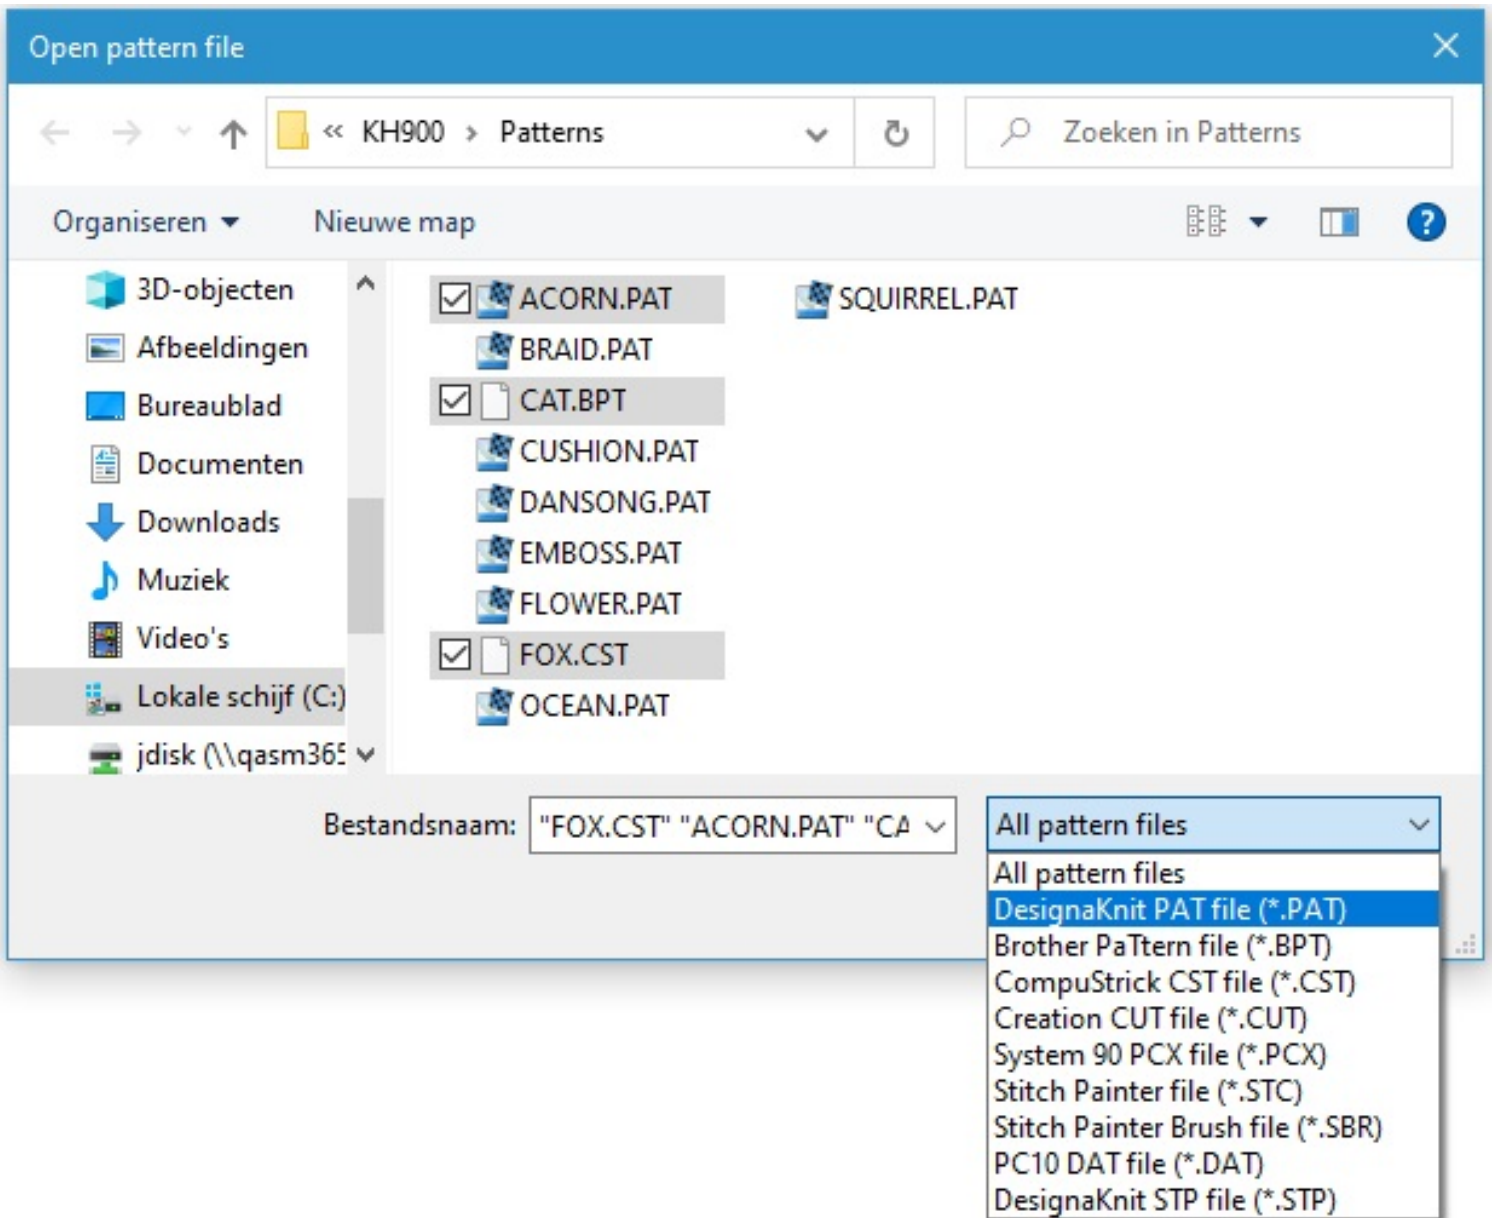 Open pattern file
« KH900 > Patterns
Zoeken in Patterns
Organiseren
Nieuwe map
3D-objecten
Afbeeldingen
Bureaublad
Documenten
Downloads
Muziek
Video's
Lokale schijf (C:)
jdisk (\\qasm365
ACORN.PAT
BRAID.PAT
CAT.BPT
CUSHION.PAT
DANSONG.PAT
EMBOSS.PAT
FLOWER.PAT
FOX.CST
OCEAN.PAT
SQUIRREL.PAT
Bestandsnaam:
"FOX.CST" "ACORN.PAT" "CA
All pattern files
All pattern files
DesignaKnit PAT file (*.PAT)
Brother PaTtern file (*.BPT)
CompuStrick CST file (*.CST)
Creation CUT file (*.CUT)
System 90 PCX file (*.PCX)
Stitch Painter file (*.STC)
Stitch Painter Brush file (*.SBR)
PC10 DAT file (*.DAT)
DesignaKnit STP file (*.STP)